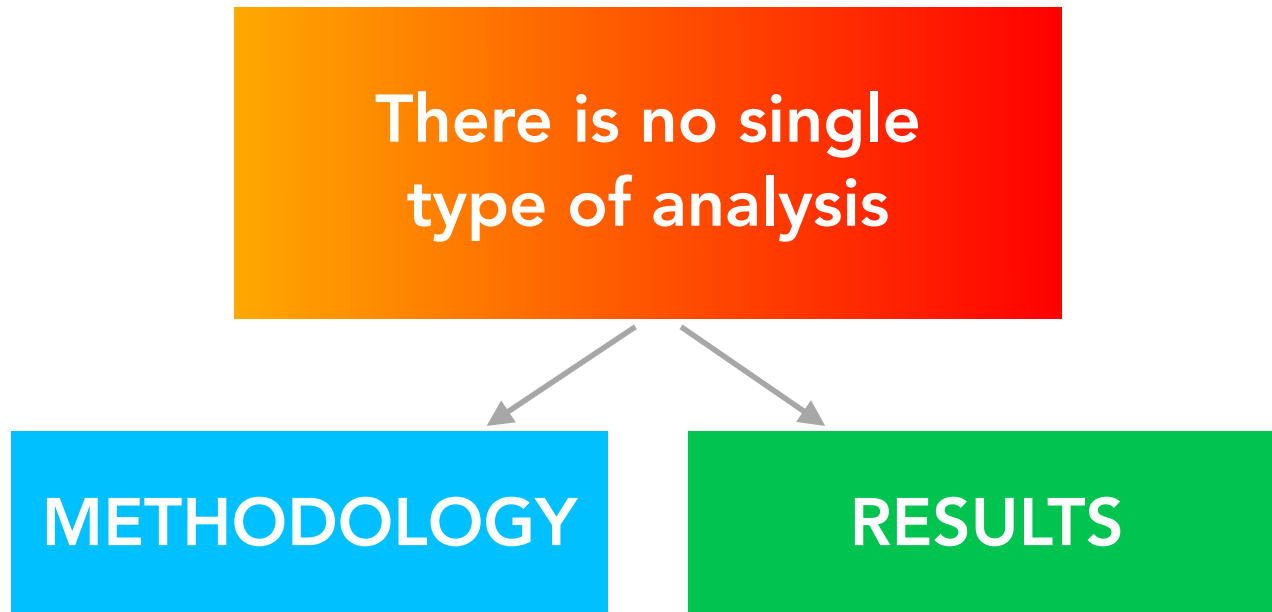 There is no single
type of analysis
METHODOLOGY
RESULTS